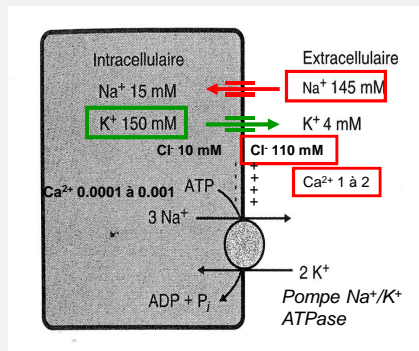 Intracellulaire Extracellulaire
Na⁺ 15 mM Na⁺ 145 mM
K⁺ 150 mM K⁺ 4 mM
Cl⁻ 10 mM Cl⁻ 110 mM
Ca²⁺ 0.0001 à 0.001 ATP Ca²⁺ 1 à 2
3 Na⁺
2 K⁺
ADP + Pi Pompe Na⁺/K⁺
ATPase